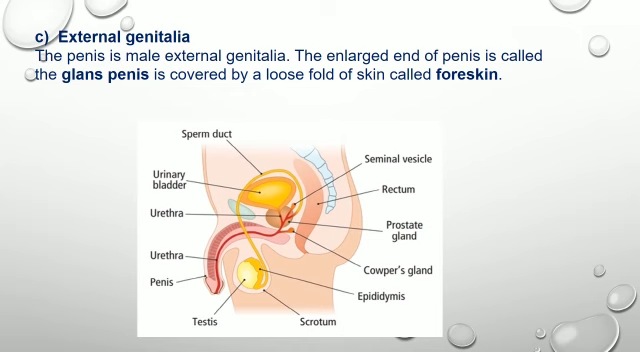 c) External genitalia
The penis is male external genitalia. The enlarged end of penis is called
the glans penis is covered by a loose fold of skin called foreskin.
Sperm duct
Seminal vesicle
Urinary
bladder
Rectum
Urethra
Prostate
gland
Urethra
Cowper's gland
Penis
Epididymis
Testis
Scrotum